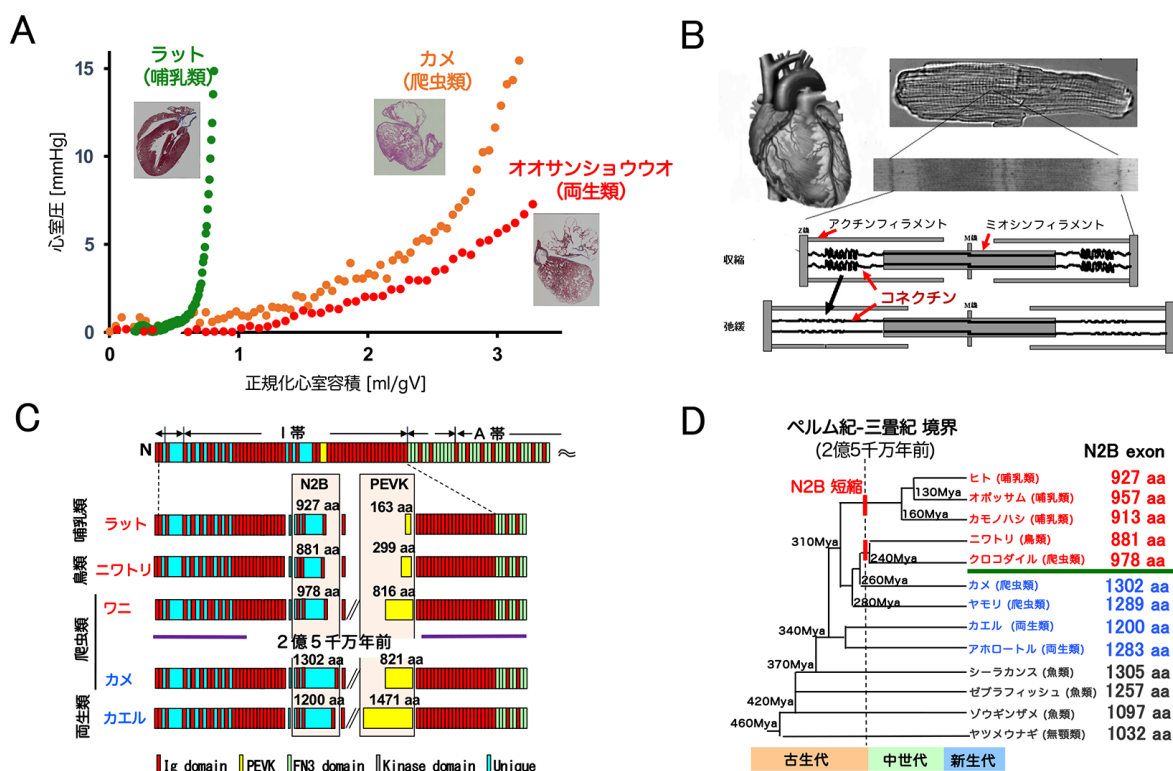 A
ラット
(哺乳類)
カメ
(爬虫類)
オオサンショウウオ
(両生類)
心室圧 [mmHg]
15
10
5
0
0
1
2
3
正規化心室容積 [ml/gV]
B
Z線
アクチンフィラメント
M線
ミオシンフィラメント
収縮
コネクチン
M線
弛緩
C
I 帯
A 帯
N
N2B
PEVK
哺乳類
ラット
927 aa
163 aa
鳥類
ニワトリ
881 aa
299 aa
爬虫類
ワニ
978 aa
816 aa
2億5千万年前
カメ
1302 aa
821 aa
両生類
カエル
1200 aa
1471 aa
Ig domain
PEVK
FN3 domain
Kinase domain
Unique
D
ペルム紀-三畳紀 境界
(2億5千万年前)
N2B exon
N2B 短縮
ヒト (哺乳類) 927 aa
130Mya
オポッサム (哺乳類) 957 aa
160Mya
カモノハシ (哺乳類) 913 aa
310Mya
ニワトリ (鳥類) 881 aa
240Mya
クロコダイル (爬虫類) 978 aa
260Mya
カメ (爬虫類) 1302 aa
280Mya
ヤモリ (爬虫類) 1289 aa
カエル (両生類) 1200 aa
340Mya
アホロートル (両生類) 1283 aa
370Mya
シーラカンス (魚類) 1305 aa
ゼブラフィッシュ (魚類) 1257 aa
420Mya
ゾウギンザメ (魚類) 1097 aa
460Mya
ヤツメウナギ (無顎類) 1032 aa
古生代
中世代
新生代